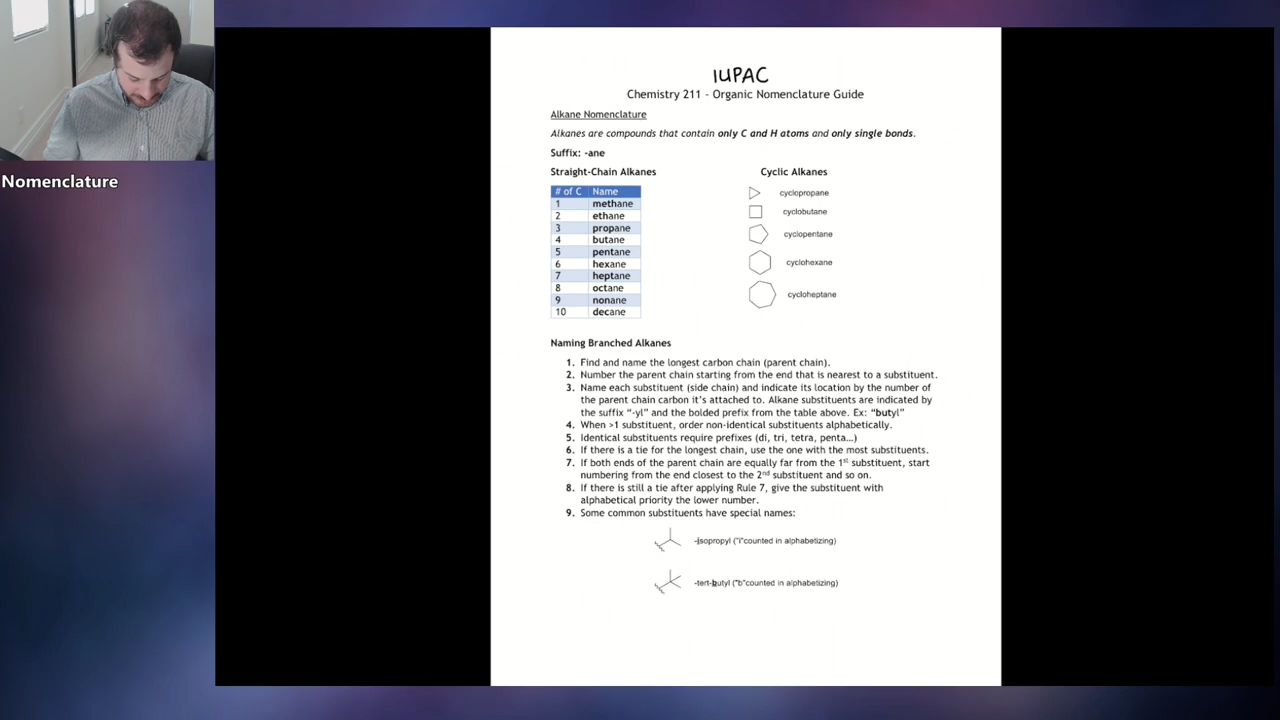 Nomenclature
IUPAC
Chemistry 211 - Organic Nomenclature Guide
Alkane Nomenclature
Alkanes are compounds that contain only C and H atoms and only single bonds.
Suffix: -ane
Straight-Chain Alkanes
# of C Name
1 methane
2 ethane
3 propane
4 butane
5 pentane
6 hexane
7 heptane
8 octane
9 nonane
10 decane
Cyclic Alkanes
cyclopropane
cyclobutane
cyclopentane
cyclohexane
cycloheptane
Naming Branched Alkanes
1. Find and name the longest carbon chain (parent chain).
2. Number the parent chain starting from the end that is nearest to a substituent.
3. Name each substituent (side chain) and indicate its location by the number of
the parent chain carbon it's attached to. Alkane substituents are indicated by
the suffix "-yl" and the bolded prefix from the table above. Ex: "butyl"
4. When >1 substituent, order non-identical substituents alphabetically.
5. Identical substituents require prefixes (di, tri, tetra, penta…)
6. If there is a tie for the longest chain, use the one with the most substituents.
7. If both ends of the parent chain are equally far from the 1st substituent, start
numbering from the end closest to the 2nd substituent and so on.
8. If there is still a tie after applying Rule 7, give the substituent with
alphabetical priority the lower number.
9. Some common substituents have special names:
-isopropyl ("i"counted in alphabetizing)
-tert-butyl ("b"counted in alphabetizing)